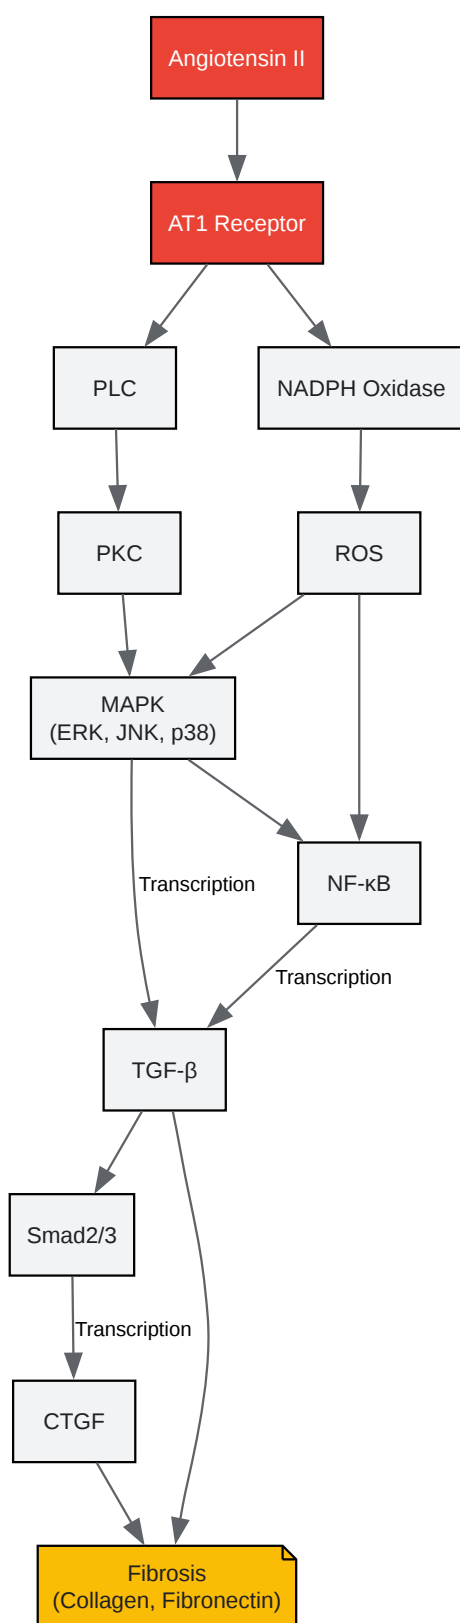 Angiotensin II
AT1 Receptor
PLC
NADPH Oxidase
PKC
ROS
MAPK
(ERK, JNK, p38)
Transcription
NF-κB
Transcription
TGF-β
Smad2/3
Transcription
CTGF
Fibrosis
(Collagen, Fibronectin)